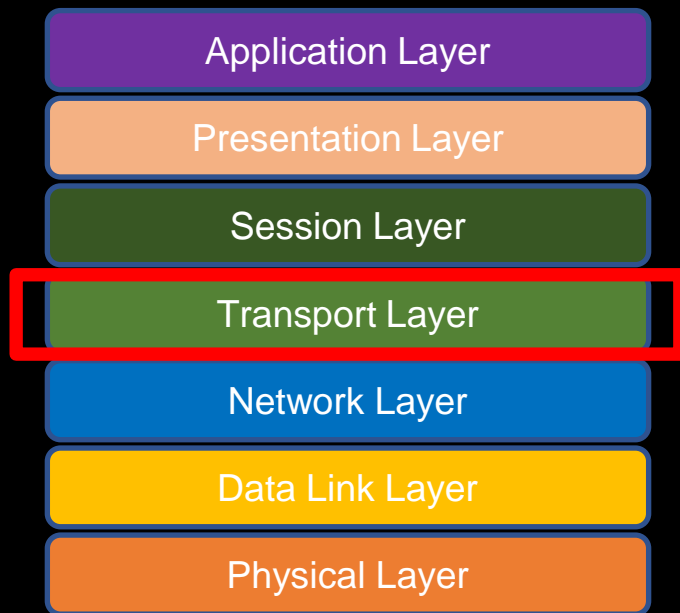 Application Layer
Presentation Layer
Session Layer
Transport Layer
Network Layer
Data Link Layer
Physical Layer